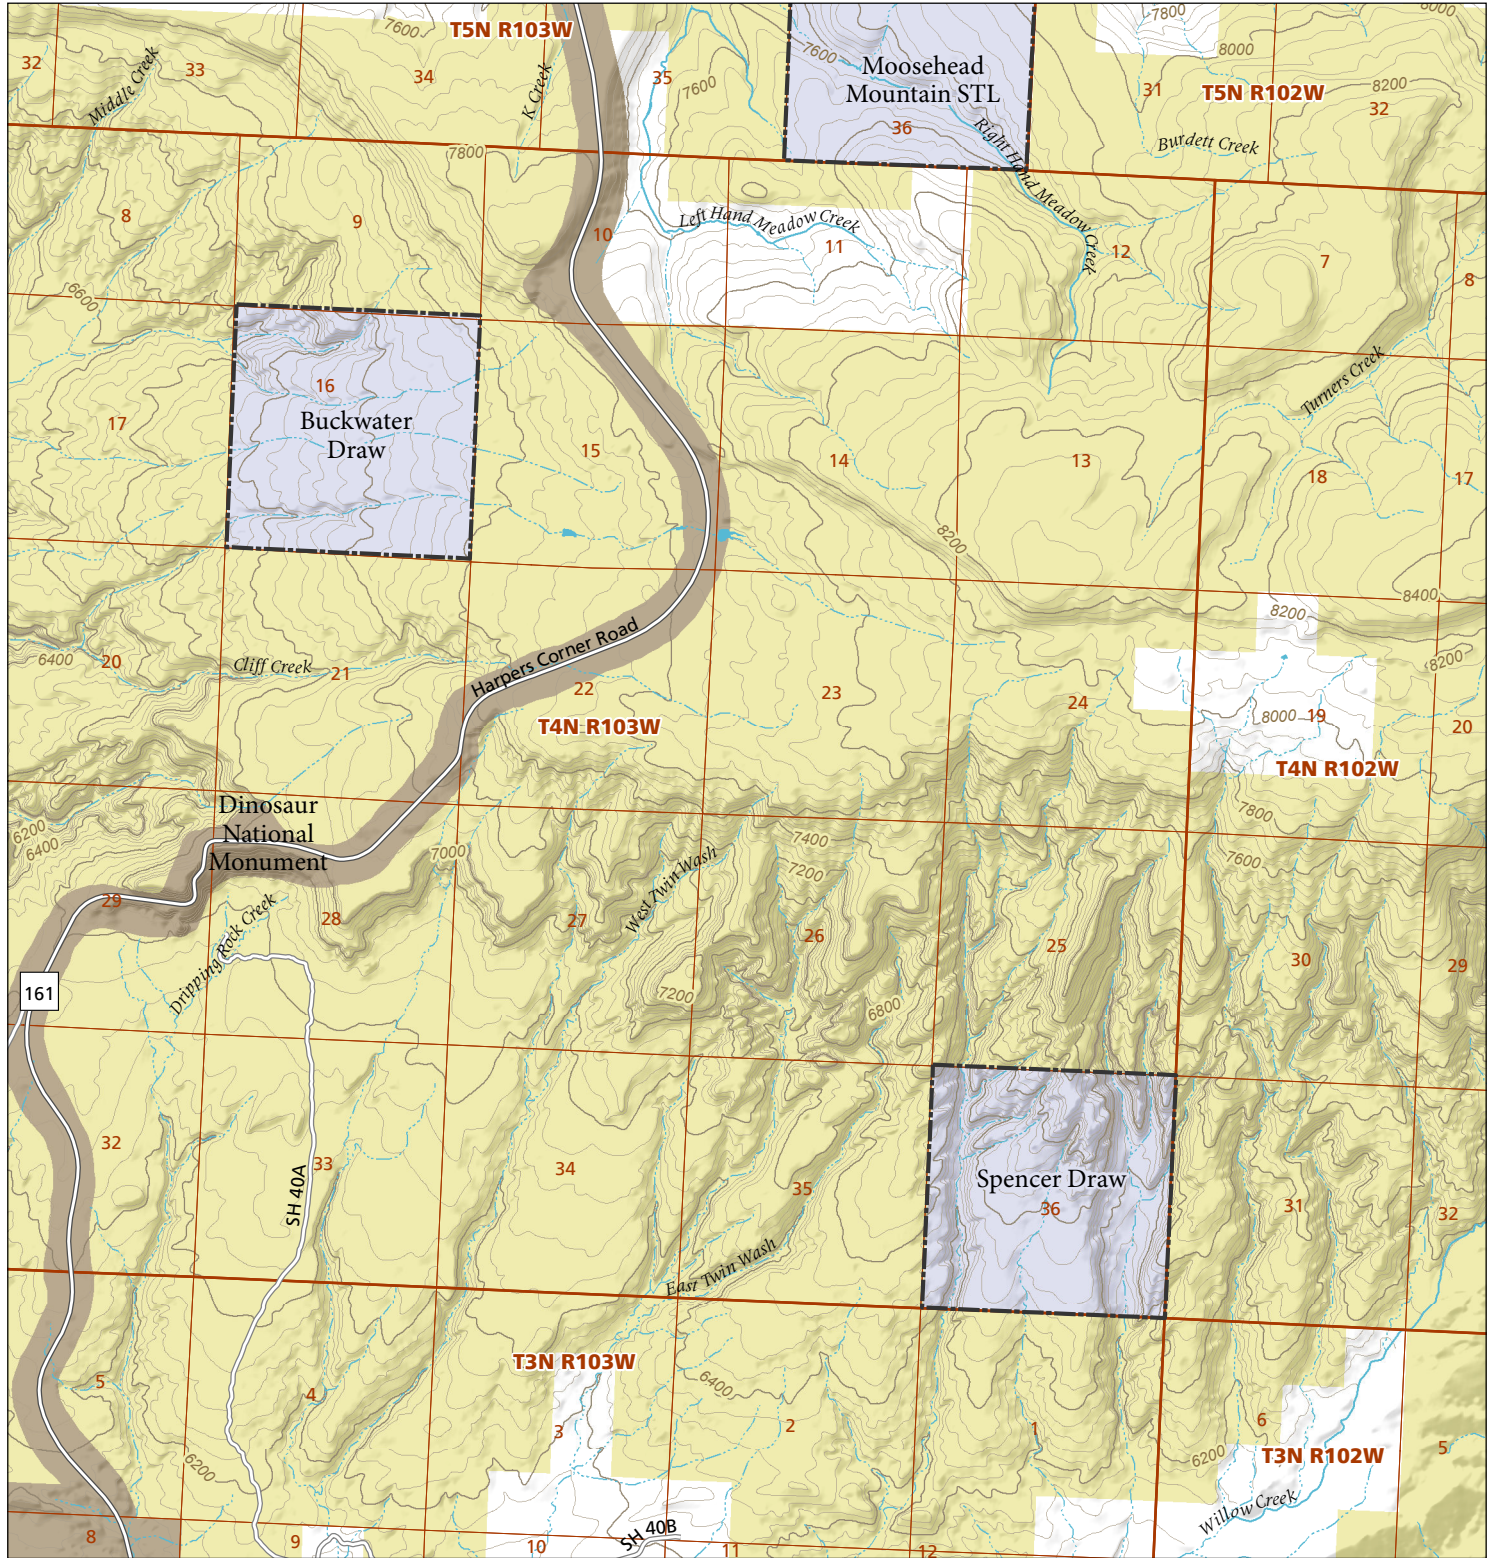 7600
T5N R103W
7800
6000
32
33
34
35
7600
Moosehead
Mountain STL
36
8000
31
T5N R102W
8200
32
Middle Creek
K Creek
7600
7800
Right Hand Meadow Creek
Burdett Creek
8
9
10
Left Hand Meadow Creek
11
12
7
8
6600
16
Buckwater
Draw
17
15
14
13
Turners Creek
18
17
8200
8400
8200
6400
20
Cliff Creek
21
Harpers Corner Road
22
23
24
8200
8000
19
20
T4N R103W
T4N R102W
Dinosaur
National
Monument
6200
6400
7000
7400
7200
7800
7600
29
28
Dripping Rock Creek
27
West Twin Wash
26
25
30
29
161
7200
6800
32
33
SH 40A
34
35
Spencer Draw
36
31
32
East Twin Wash
T3N R103W
5
4
6400
3
2
1
6
5
T3N R102W
6200
6200
Willow Creek
8
9
10
SH 40B
11
12